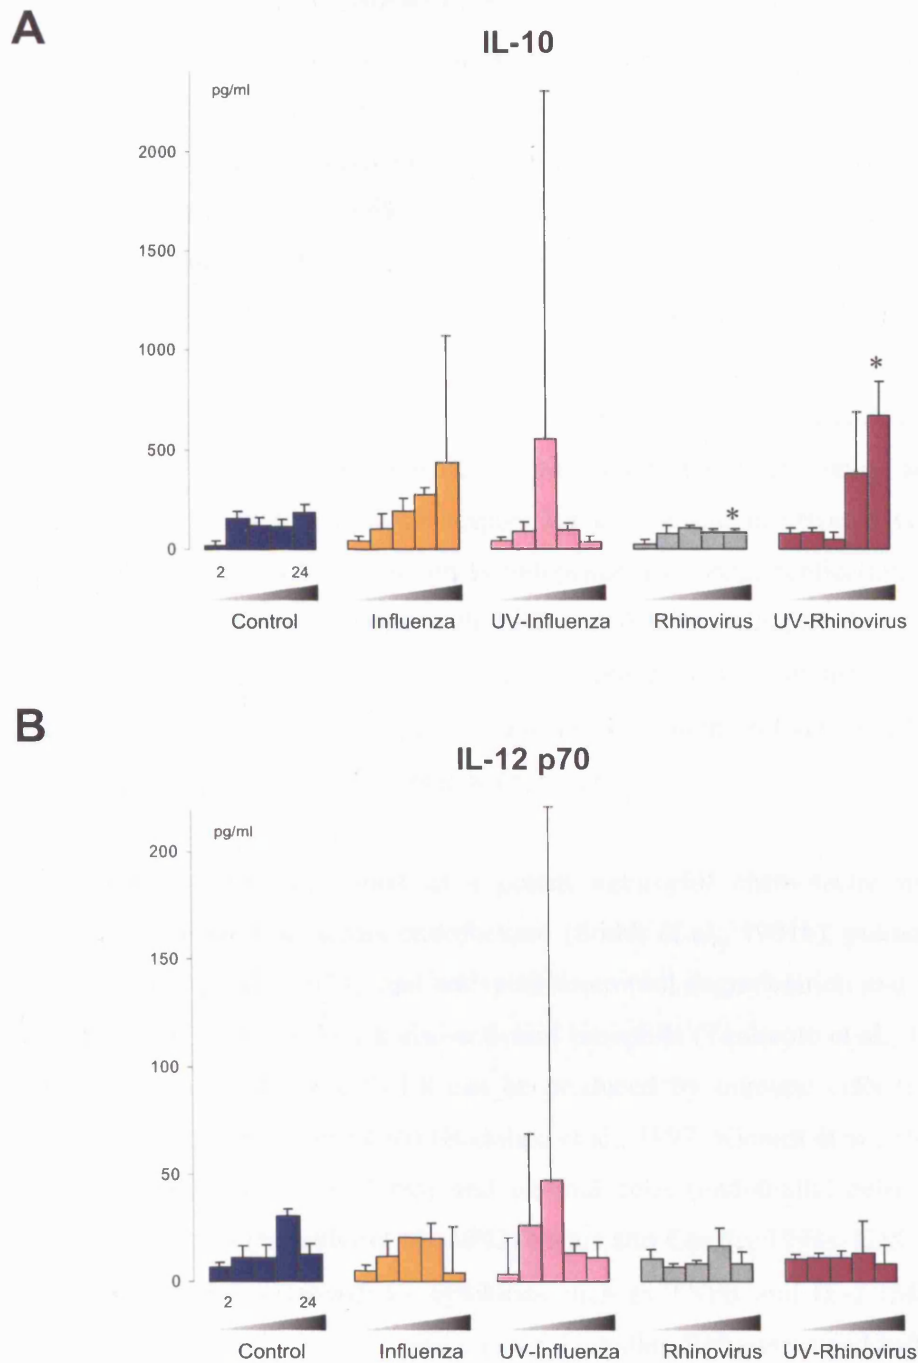 A
IL-10
pg/ml
2000
1500
1000
500
0
*
*
2 24
Control Influenza UV-Influenza Rhinovirus UV-Rhinovirus
B
IL-12 p70
pg/ml
200
150
100
50
0
2 24
Control Influenza UV-Influenza Rhinovirus UV-Rhinovirus